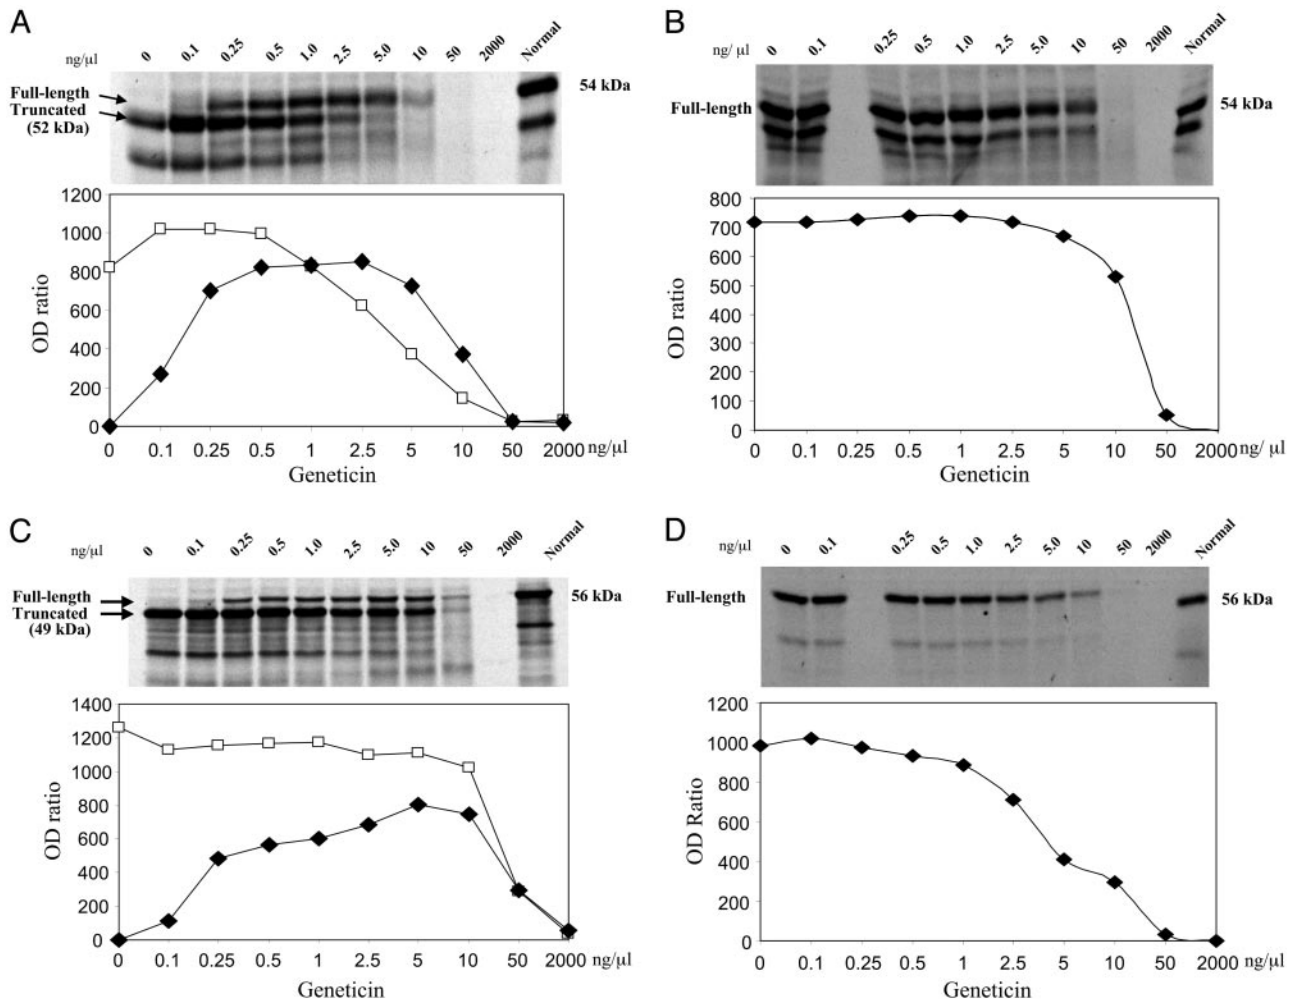 A
ng/µl 0 0.1 0.25 0.5 1.0 2.5 5.0 10 50 2000 Normal
Full-length
Truncated
(52 kDa)
54 kDa
1200
1000
800
600
400
200
0
OD ratio
0 0.1 0.25 0.5 1 2.5 5 10 50 2000 ng/µl
Geneticin
B
ng/ µl 0 0.1 0.25 0.5 1.0 2.5 5.0 10 50 2000 Normal
Full-length
54 kDa
800
700
600
500
400
300
200
100
0
OD ratio
0 0.1 0.25 0.5 1 2.5 5 10 50 2000 ng/ µl
Geneticin
C
ng/µl 0 0.1 0.25 0.5 1.0 2.5 5.0 10 50 2000 Normal
Full-length
Truncated
(49 kDa)
56 kDa
1400
1200
1000
800
600
400
200
0
OD ratio
0 0.1 0.25 0.5 1 2.5 5 10 50 2000 ng/µl
Geneticin
D
ng/µl 0 0.1 0.25 0.5 1.0 2.5 5.0 10 50 2000 Normal
Full-length
56 kDa
1200
1000
800
600
400
200
0
OD Ratio
0 0.1 0.25 0.5 1 2.5 5 10 50 2000 ng/µl
Geneticin